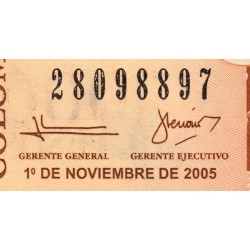 28098897
GERENTE GENERAL GERENTE EJECUTIVO
1º DE NOVIEMBRE DE 2005